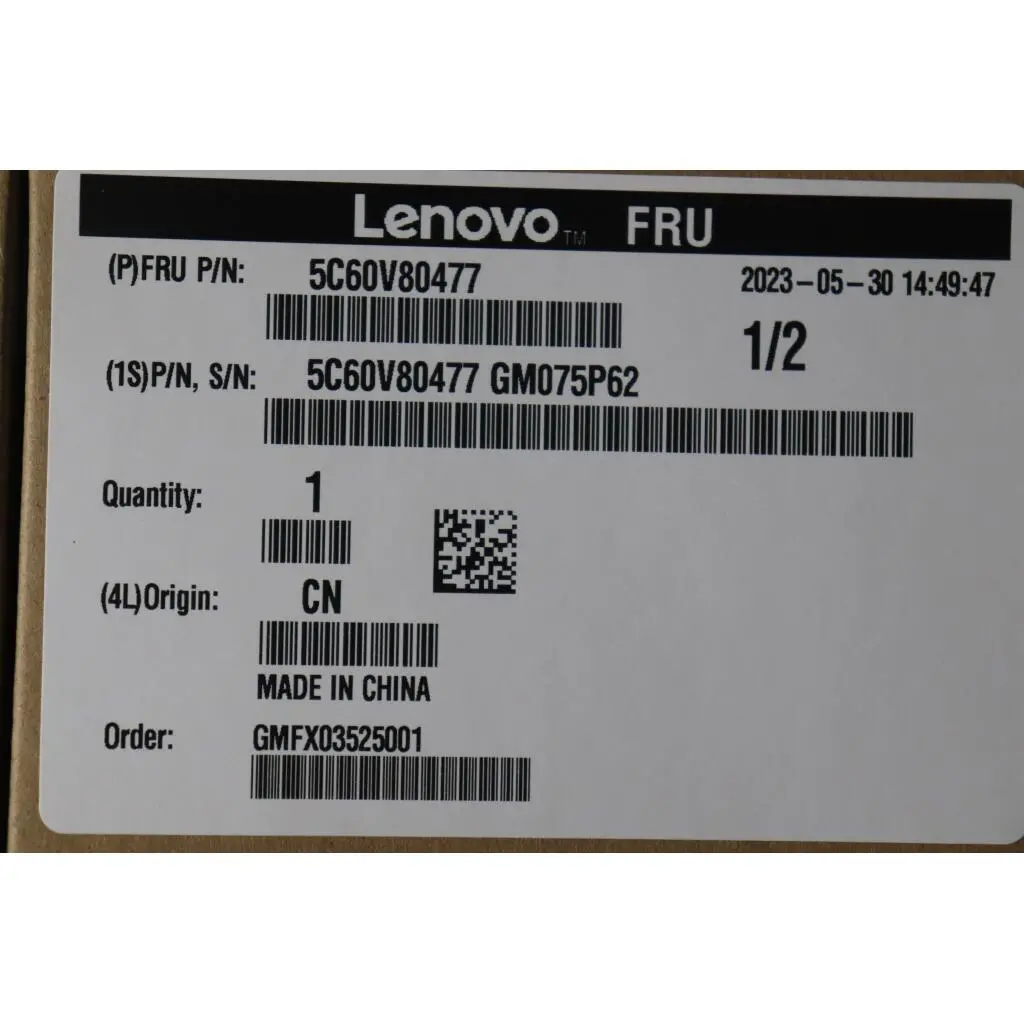 Lenovo™ FRU
(P)FRU P/N: 5C60V80477 2023-05-30 14:49:47
1/2
(1S)P/N, S/N: 5C60V80477 GM075P62
Quantity: 1
(4L)Origin: CN
MADE IN CHINA
Order: GMFX03525001